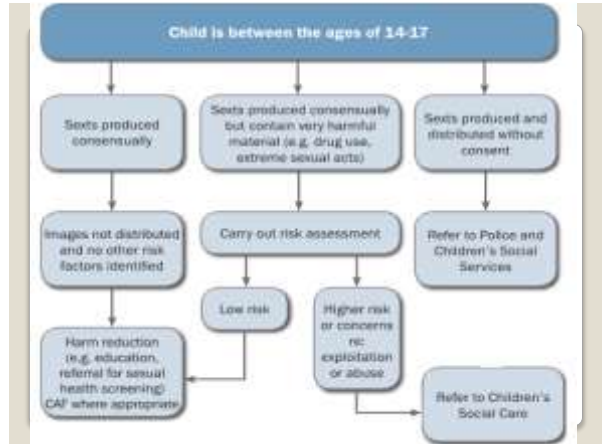 Child is between the ages of 14-17
Sexts produced
consensually
Sexts produced consensually
but contain very harmful
material (e.g. drug use,
extreme sexual acts)
Sexts produced and
distributed without
consent
Images not distributed
and no other risk
factors identified
Carry out risk assessment
Refer to Police and
Children's Social
Services
Low risk
Higher risk
or concerns
re:
exploitation
or abuse
Harm reduction
(e.g. education,
referral for sexual
health screening)
CAF where appropriate
Refer to Children's
Social Care